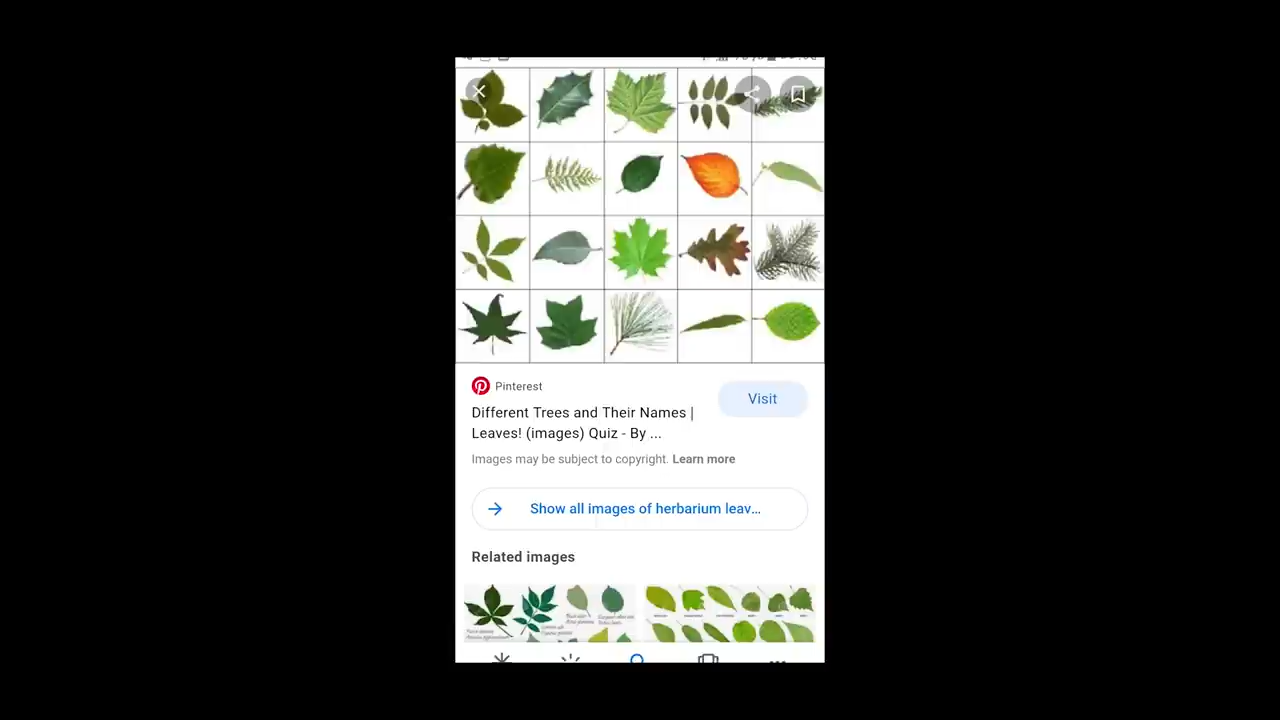 Pinterest
Visit
Different Trees and Their Names |
Leaves! (images) Quiz - By ...
Images may be subject to copyright. Learn more
Show all images of herbarium leav...
Related images